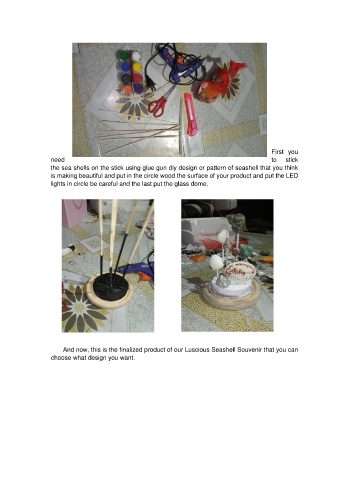 First you
need to stick
the sea shells on the stick using glue gun diy design or pattern of seashell that you think
is making beautiful and put in the circle wood the surface of your product and put the LED
lights in circle be careful and the last put the glass dome.
And now, this is the finalized product of our Luscious Seashell Souvenir that you can
choose what design you want.